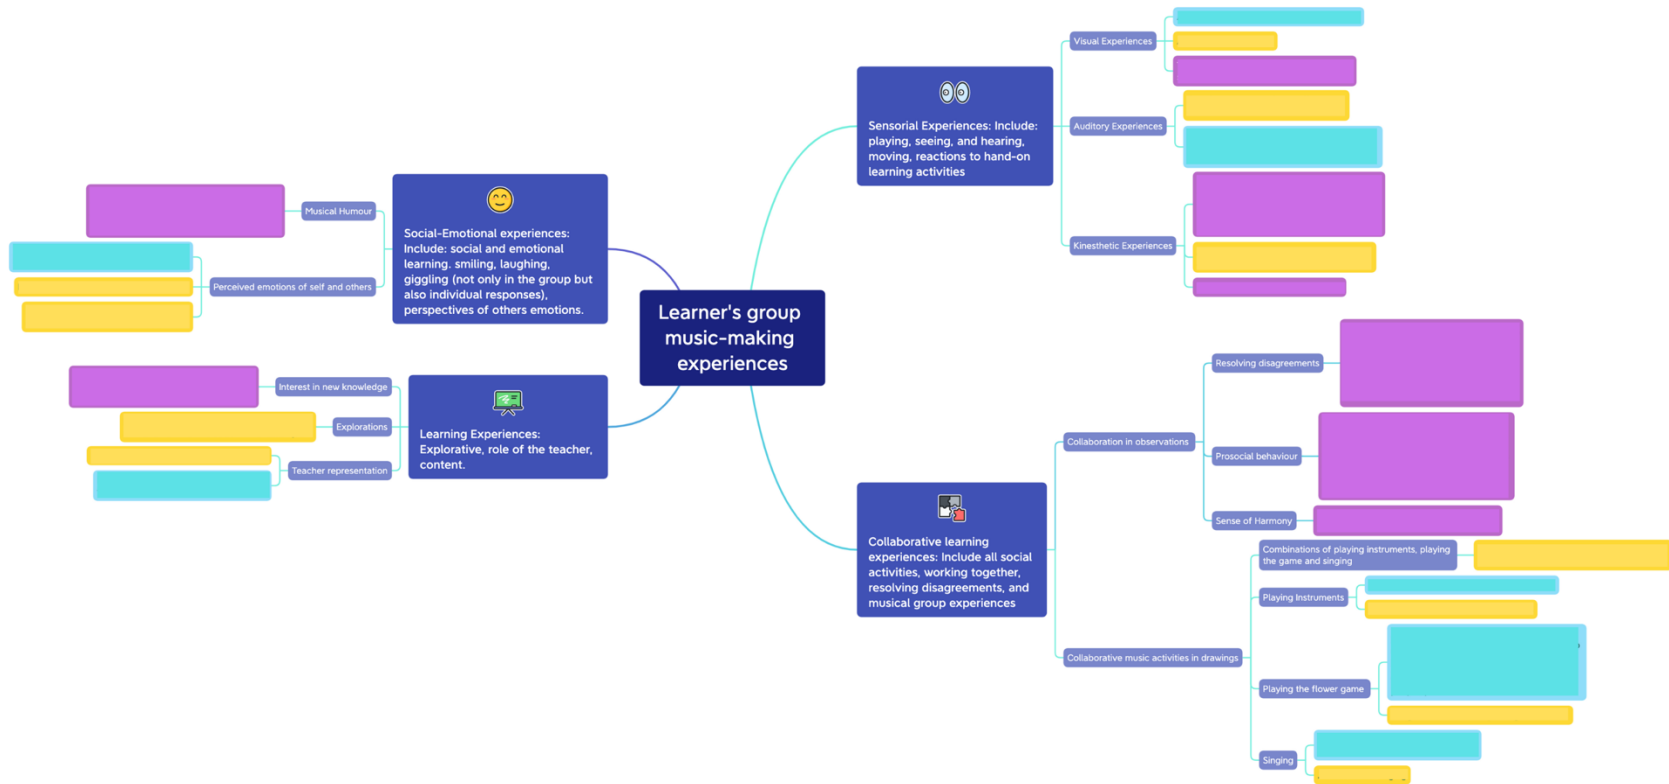 Learner's group
music-making
experiences
Social-Emotional experiences:
Include: social and emotional
learning. smiling, laughing,
giggling (not only in the group but
also individual responses),
perspectives of others emotions.
Musical Humour
Perceived emotions of self and others
Learning Experiences:
Explorative, role of the teacher,
content.
Interest in new knowledge
Explorations
Teacher representation
Sensorial Experiences: Include:
playing, seeing, and hearing,
moving, reactions to hand-on
learning activities
Visual Experiences
Auditory Experiences
Kinesthetic Experiences
Collaborative learning
experiences: Include all social
activities, working together,
resolving disagreements, and
musical group experiences
Collaboration in observations
Resolving disagreements
Prosocial behaviour
Sense of Harmony
Collaborative music activities in drawings
Combinations of playing instruments, playing
the game and singing
Playing Instruments
Playing the flower game
Singing